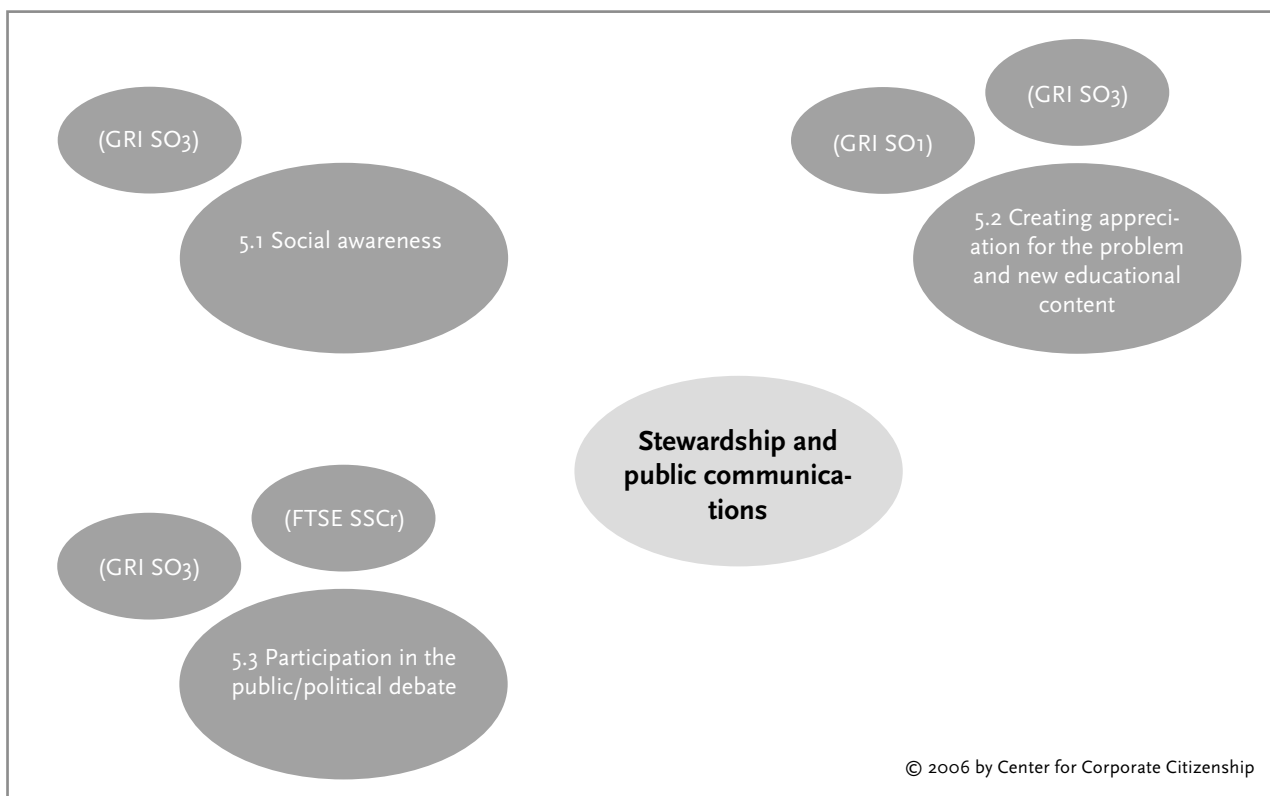 (GRI SO3)
5.1 Social awareness
(GRI SO1)
(GRI SO3)
5.2 Creating appreci-
ation for the problem
and new educational
content
Stewardship and
public communica-
tions
(GRI SO3)
(FTSE SSCr)
5.3 Participation in the
public/political debate
© 2006 by Center for Corporate Citizenship